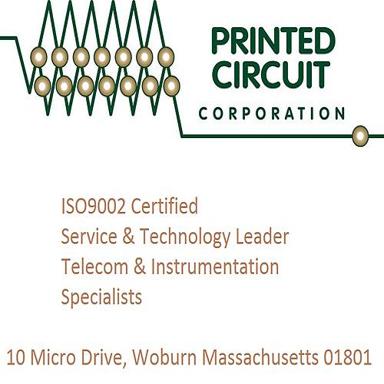 PRINTED
CIRCUIT
CORPORATION
ISO9002 Certified
Service & Technology Leader
Telecom & Instrumentation
Specialists
10 Micro Drive, Woburn Massachusetts 01801